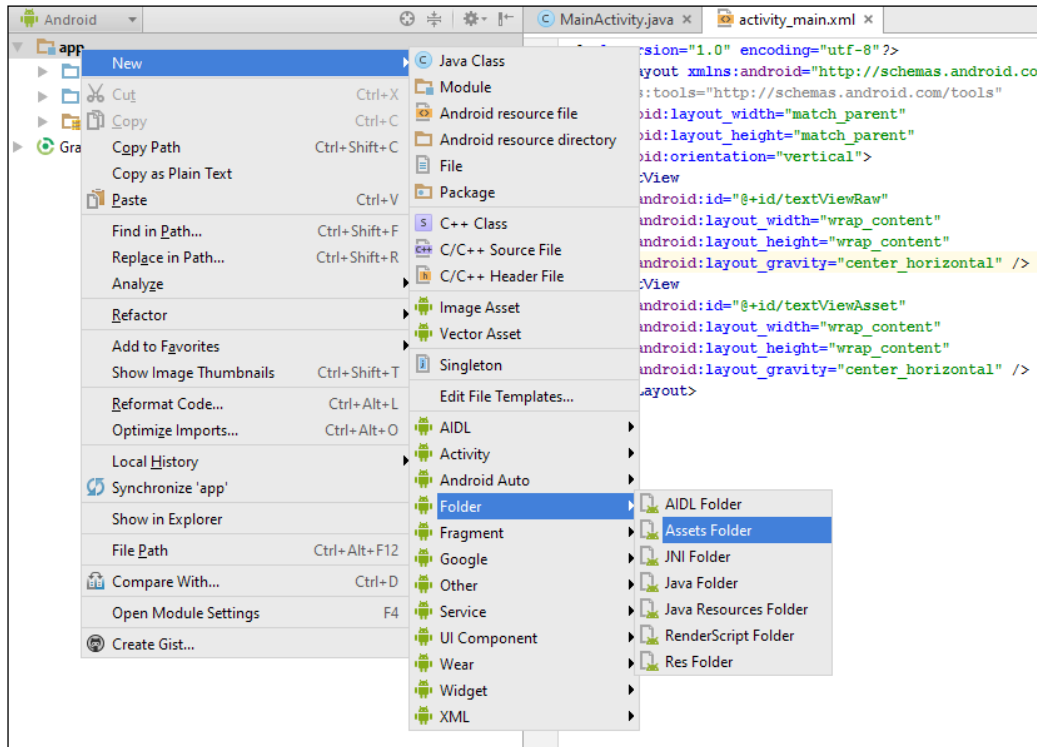 Android
MainActivity.java
activity_main.xml
app
Gra
New
Cut Ctrl+X
Copy Ctrl+C
Copy Path Ctrl+Shift+C
Copy as Plain Text
Paste Ctrl+V
Find in Path... Ctrl+Shift+F
Replace in Path... Ctrl+Shift+R
Analyze
Refactor
Add to Favorites
Show Image Thumbnails Ctrl+Shift+T
Reformat Code... Ctrl+Alt+L
Optimize Imports... Ctrl+Alt+O
Local History
Synchronize 'app'
Show in Explorer
File Path Ctrl+Alt+F12
Compare With... Ctrl+D
Open Module Settings F4
Create Gist...
Java Class
Module
Android resource file
Android resource directory
File
Package
C++ Class
C/C++ Source File
C/C++ Header File
Image Asset
Vector Asset
Singleton
Edit File Templates...
AIDL
Activity
Android Auto
Folder
Fragment
Google
Other
Service
UI Component
Wear
Widget
XML
AIDL Folder
Assets Folder
JNI Folder
Java Folder
Java Resources Folder
RenderScript Folder
Res Folder
rsion="1.0" encoding="utf-8"?>
ayout xmlns:android="http://schemas.android.co
s:tools="http://schemas.android.com/tools"
oid:layout_width="match_parent"
oid:layout_height="match_parent"
oid:orientation="vertical">
tView
android:id="@+id/textViewRaw"
android:layout_width="wrap_content"
android:layout_height="wrap_content"
android:layout_gravity="center_horizontal" />
tView
android:id="@+id/textViewAsset"
android:layout_width="wrap_content"
android:layout_height="wrap_content"
android:layout_gravity="center_horizontal" />
ayout>